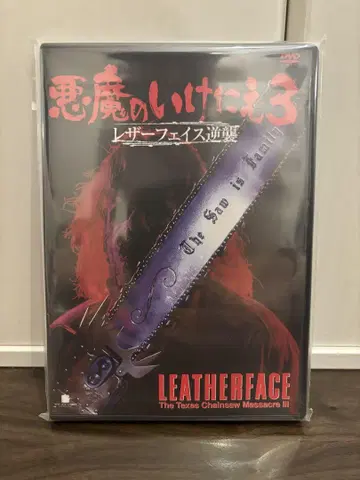 DVD
悪魔のいけにえ3
レザーフェイス逆襲
The Saw is Family
LEATHERFACE
The Texas Chainsaw Massacre III